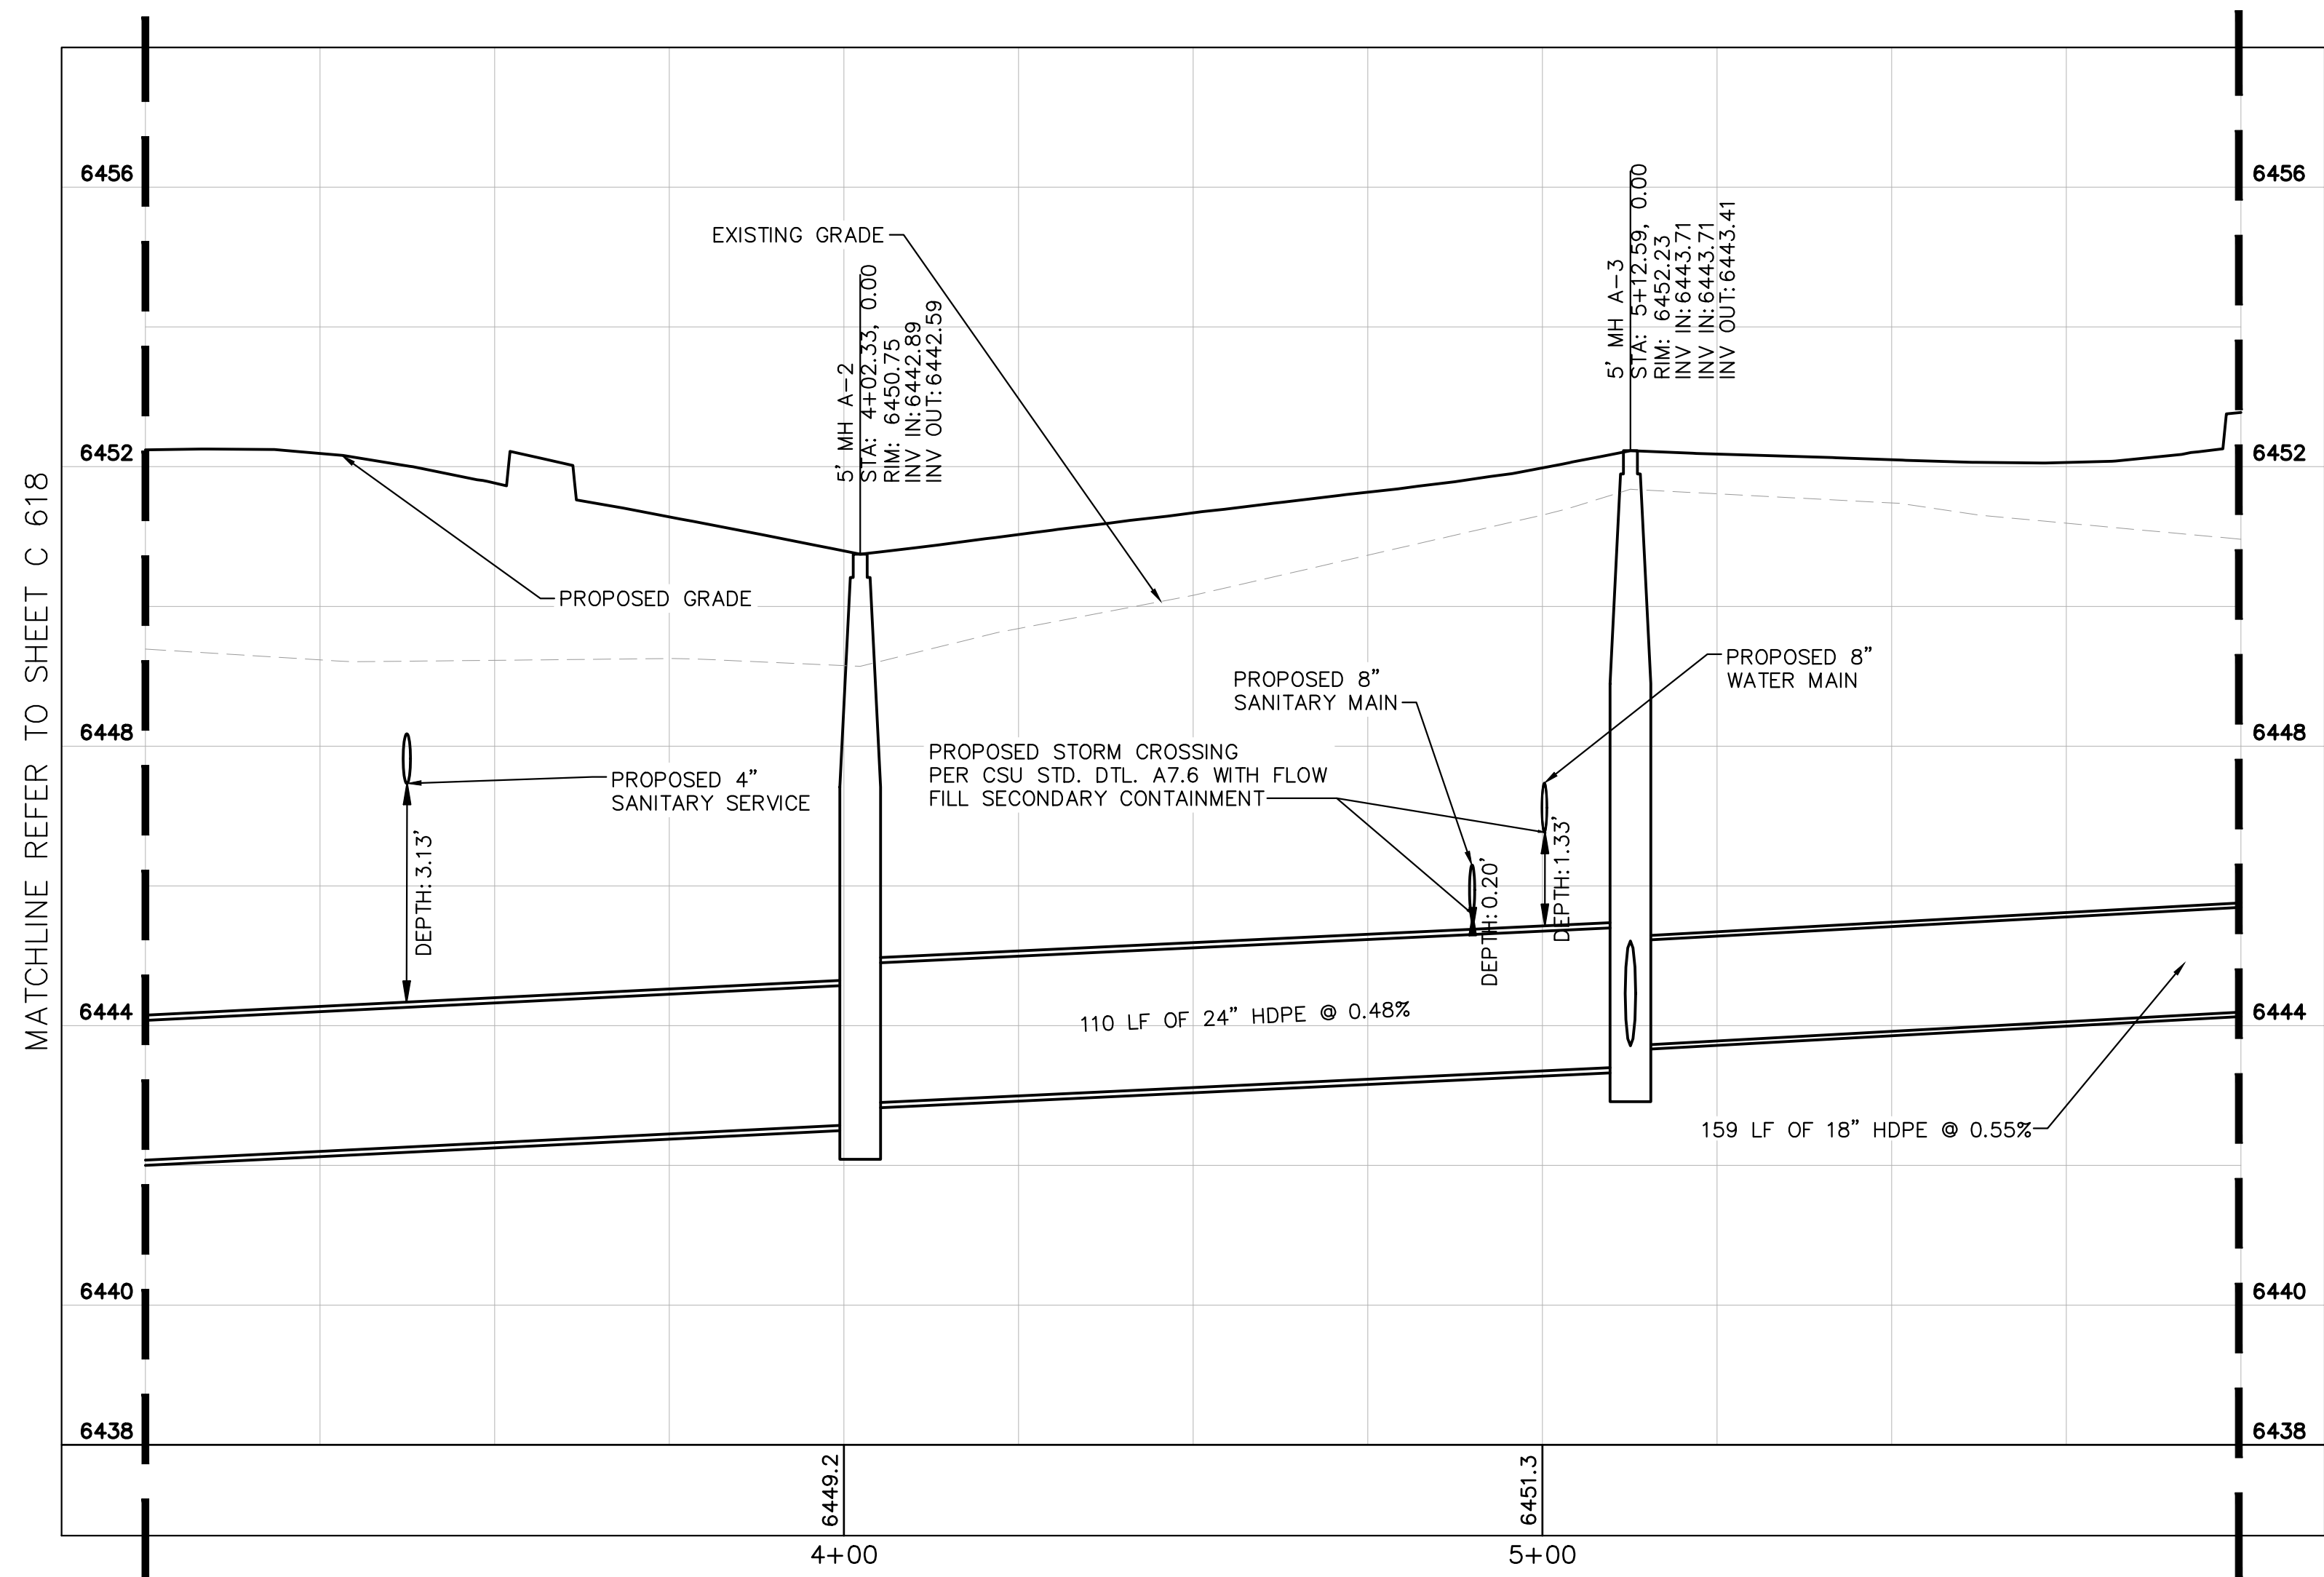 MATCHLINE REFER TO SHEET C 618
6456
6452
6448
6444
6440
6438
EXISTING GRADE
PROPOSED GRADE
5' MH A-2
STA: 4+02.33, 0.00
RIM: 6450.75
INV IN:6442.89
INV OUT:6442.59
5' MH A-3
STA: 5+12.59, 0.00
RIM: 6452.23
INV IN:6443.71
INV IN:6443.71
INV OUT:6443.41
PROPOSED 4"
SANITARY SERVICE
DEPTH:3.13'
PROPOSED STORM CROSSING
PER CSU STD. DTL. A7.6 WITH FLOW
FILL SECONDARY CONTAINMENT
PROPOSED 8"
SANITARY MAIN
DEPTH:0.20'
PROPOSED 8"
WATER MAIN
DEPTH:1.33'
110 LF OF 24" HDPE @ 0.48%
159 LF OF 18" HDPE @ 0.55%
6456
6452
6448
6444
6440
6438
6449.2
6451.3
4+00
5+00